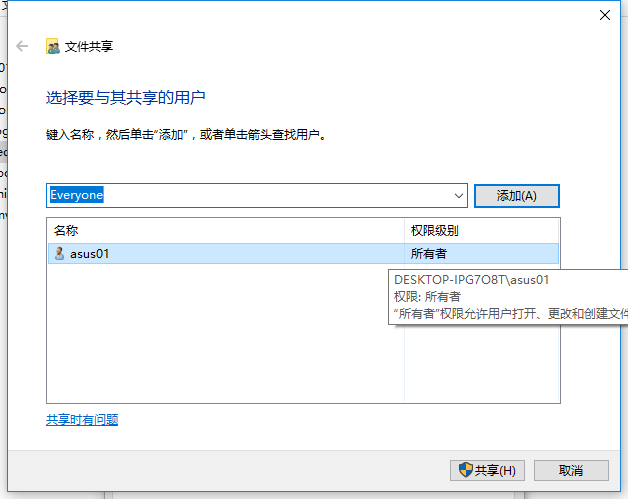 文件共享
选择要与其共享的用户
键入名称，然后单击“添加”，或者单击箭头查找用户。
Everyone
添加(A)
名称 权限级别
asus01 所有者
DESKTOP-IPG7O8T\asus01
权限: 所有者
“所有者”权限允许用户打开、更改和创建文件
共享时有问题
共享(H) 取消